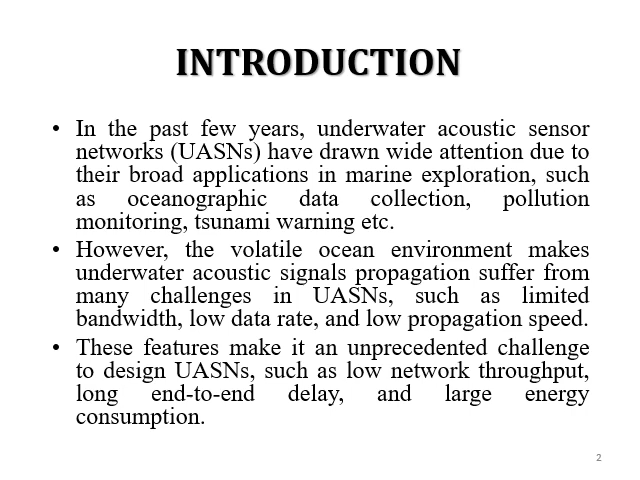 INTRODUCTION
• In the past few years, underwater acoustic sensor
networks (UASNs) have drawn wide attention due to
their broad applications in marine exploration, such
as oceanographic data collection, pollution
monitoring, tsunami warning etc.
• However, the volatile ocean environment makes
underwater acoustic signals propagation suffer from
many challenges in UASNs, such as limited
bandwidth, low data rate, and low propagation speed.
• These features make it an unprecedented challenge
to design UASNs, such as low network throughput,
long end-to-end delay, and large energy
consumption.
2